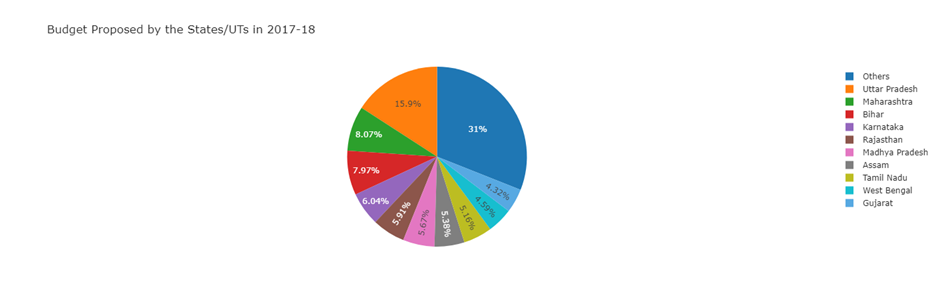 Budget Proposed by the States/UTs in 2017-18
31%
15.9%
8.07%
7.97%
6.04%
5.91%
5.67%
5.38%
5.16%
4.59%
4.32%
Others
Uttar Pradesh
Maharashtra
Bihar
Karnataka
Rajasthan
Madhya Pradesh
Assam
Tamil Nadu
West Bengal
Gujarat